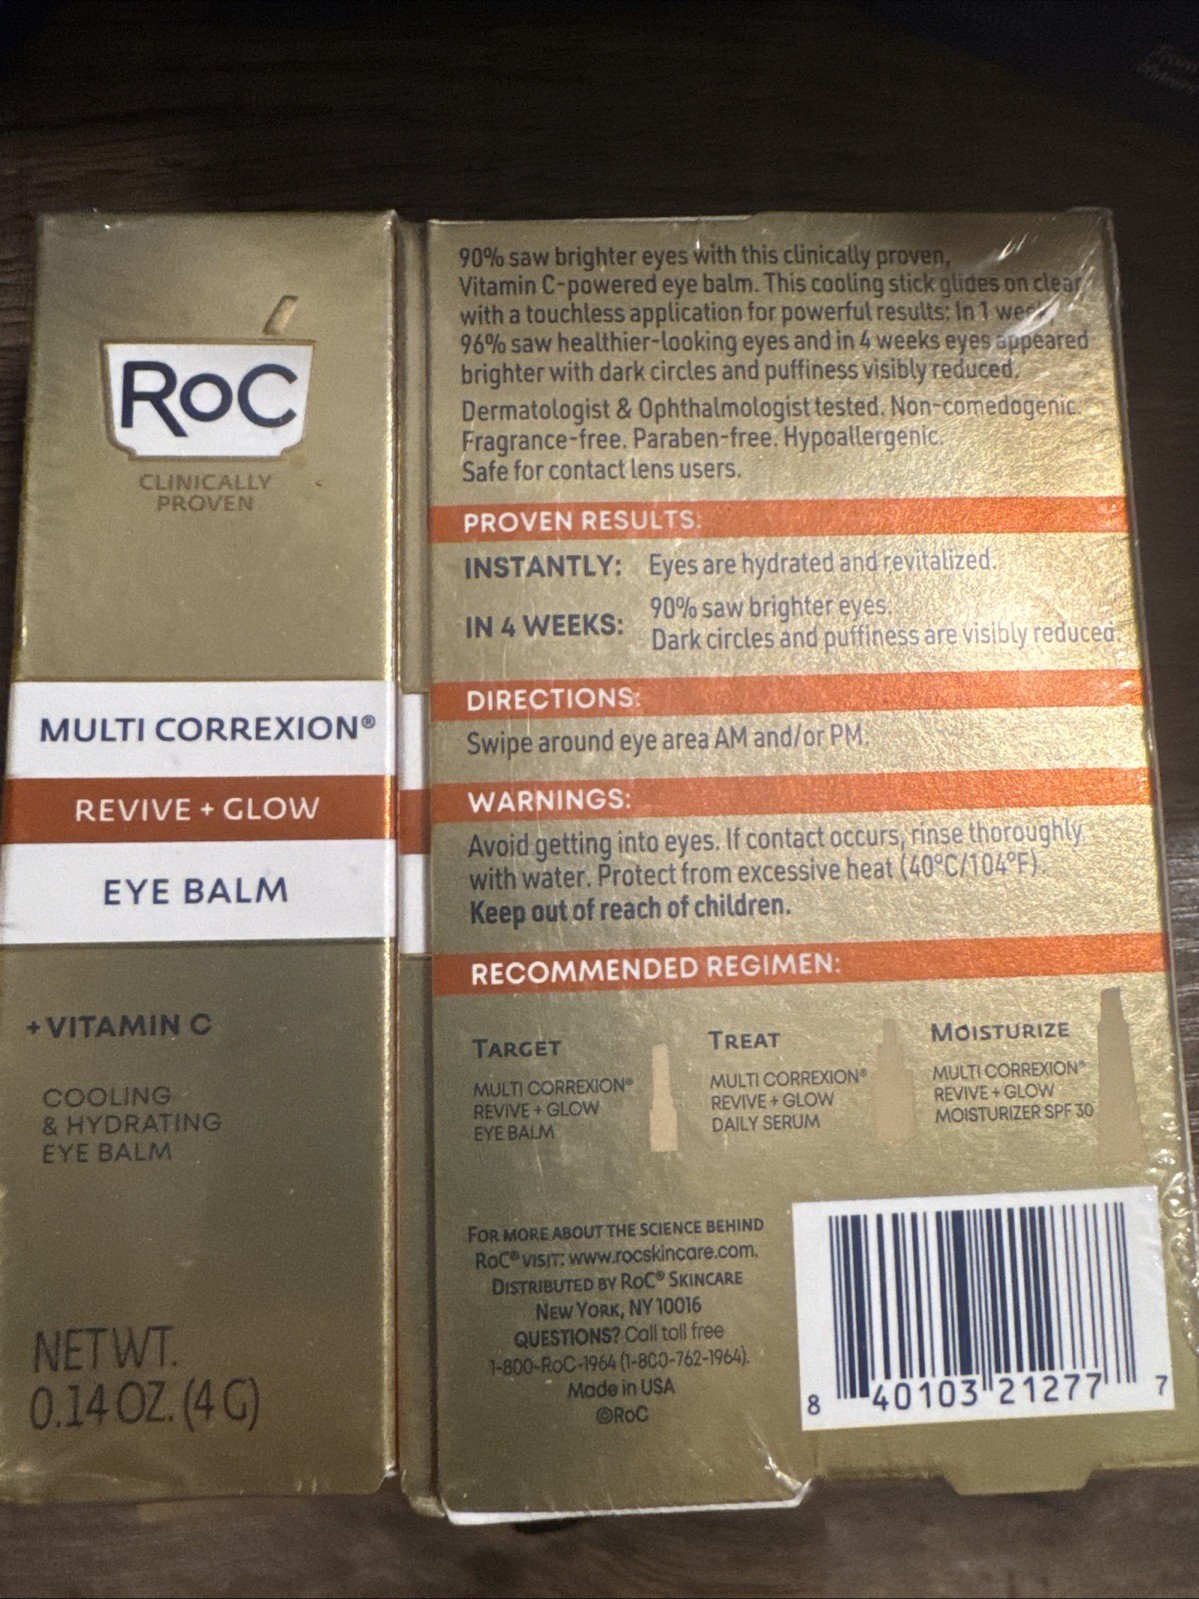 RoC
CLINICALLY
PROVEN
MULTI CORREXION®
REVIVE + GLOW
EYE BALM
+ VITAMIN C
COOLING
& HYDRATING
EYE BALM
NET WT.
0.14 OZ. (4 G)
90% saw brighter eyes with this clinically proven,
Vitamin C-powered eye balm. This cooling stick glides on clear
with a touchless application for powerful results: In 1 week,
96% saw healthier-looking eyes and in 4 weeks eyes appeared
brighter with dark circles and puffiness visibly reduced.
Dermatologist & Ophthalmologist tested. Non-comedogenic.
Fragrance-free. Paraben-free. Hypoallergenic.
Safe for contact lens users.
PROVEN RESULTS:
INSTANTLY: Eyes are hydrated and revitalized.
IN 4 WEEKS: 90% saw brighter eyes.
Dark circles and puffiness are visibly reduced.
DIRECTIONS:
Swipe around eye area AM and/or PM.
WARNINGS:
Avoid getting into eyes. If contact occurs, rinse thoroughly
with water. Protect from excessive heat (40°C/104°F).
Keep out of reach of children.
RECOMMENDED REGIMEN:
TARGET
MULTI CORREXION®
REVIVE + GLOW
EYE BALM
TREAT
MULTI CORREXION®
REVIVE + GLOW
DAILY SERUM
MOISTURIZE
MULTI CORREXION®
REVIVE + GLOW
MOISTURIZER SPF 30
FOR MORE ABOUT THE SCIENCE BEHIND
RoC® VISIT: www.rocskincare.com.
DISTRIBUTED BY RoC® SKINCARE
NEW YORK, NY 10016
QUESTIONS? Call toll free
1-800-RoC-1964 (1-800-762-1964).
Made in USA
©RoC
8 40103 21277 7